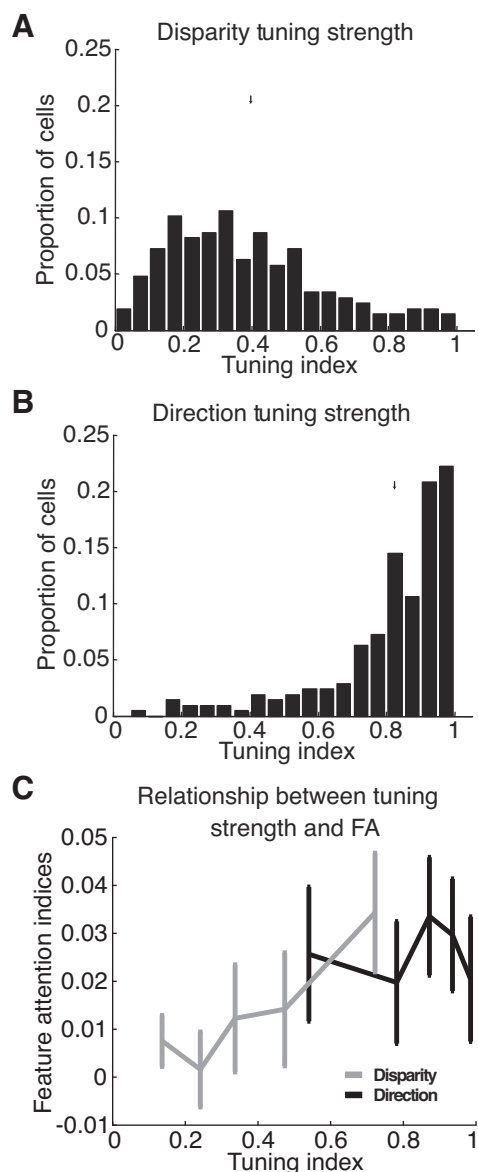 A
Disparity tuning strength
0.25
0.2
0.15
0.1
0.05
0
Proportion of cells
0 0.2 0.4 0.6 0.8 1
Tuning index
B
Direction tuning strength
0.25
0.2
0.15
0.1
0.05
0
Proportion of cells
0 0.2 0.4 0.6 0.8 1
Tuning index
C
Relationship between tuning
strength and FA
0.05
0.04
0.03
0.02
0.01
0
-0.01
Feature attention indices
Disparity
Direction
0 0.2 0.4 0.6 0.8 1
Tuning index